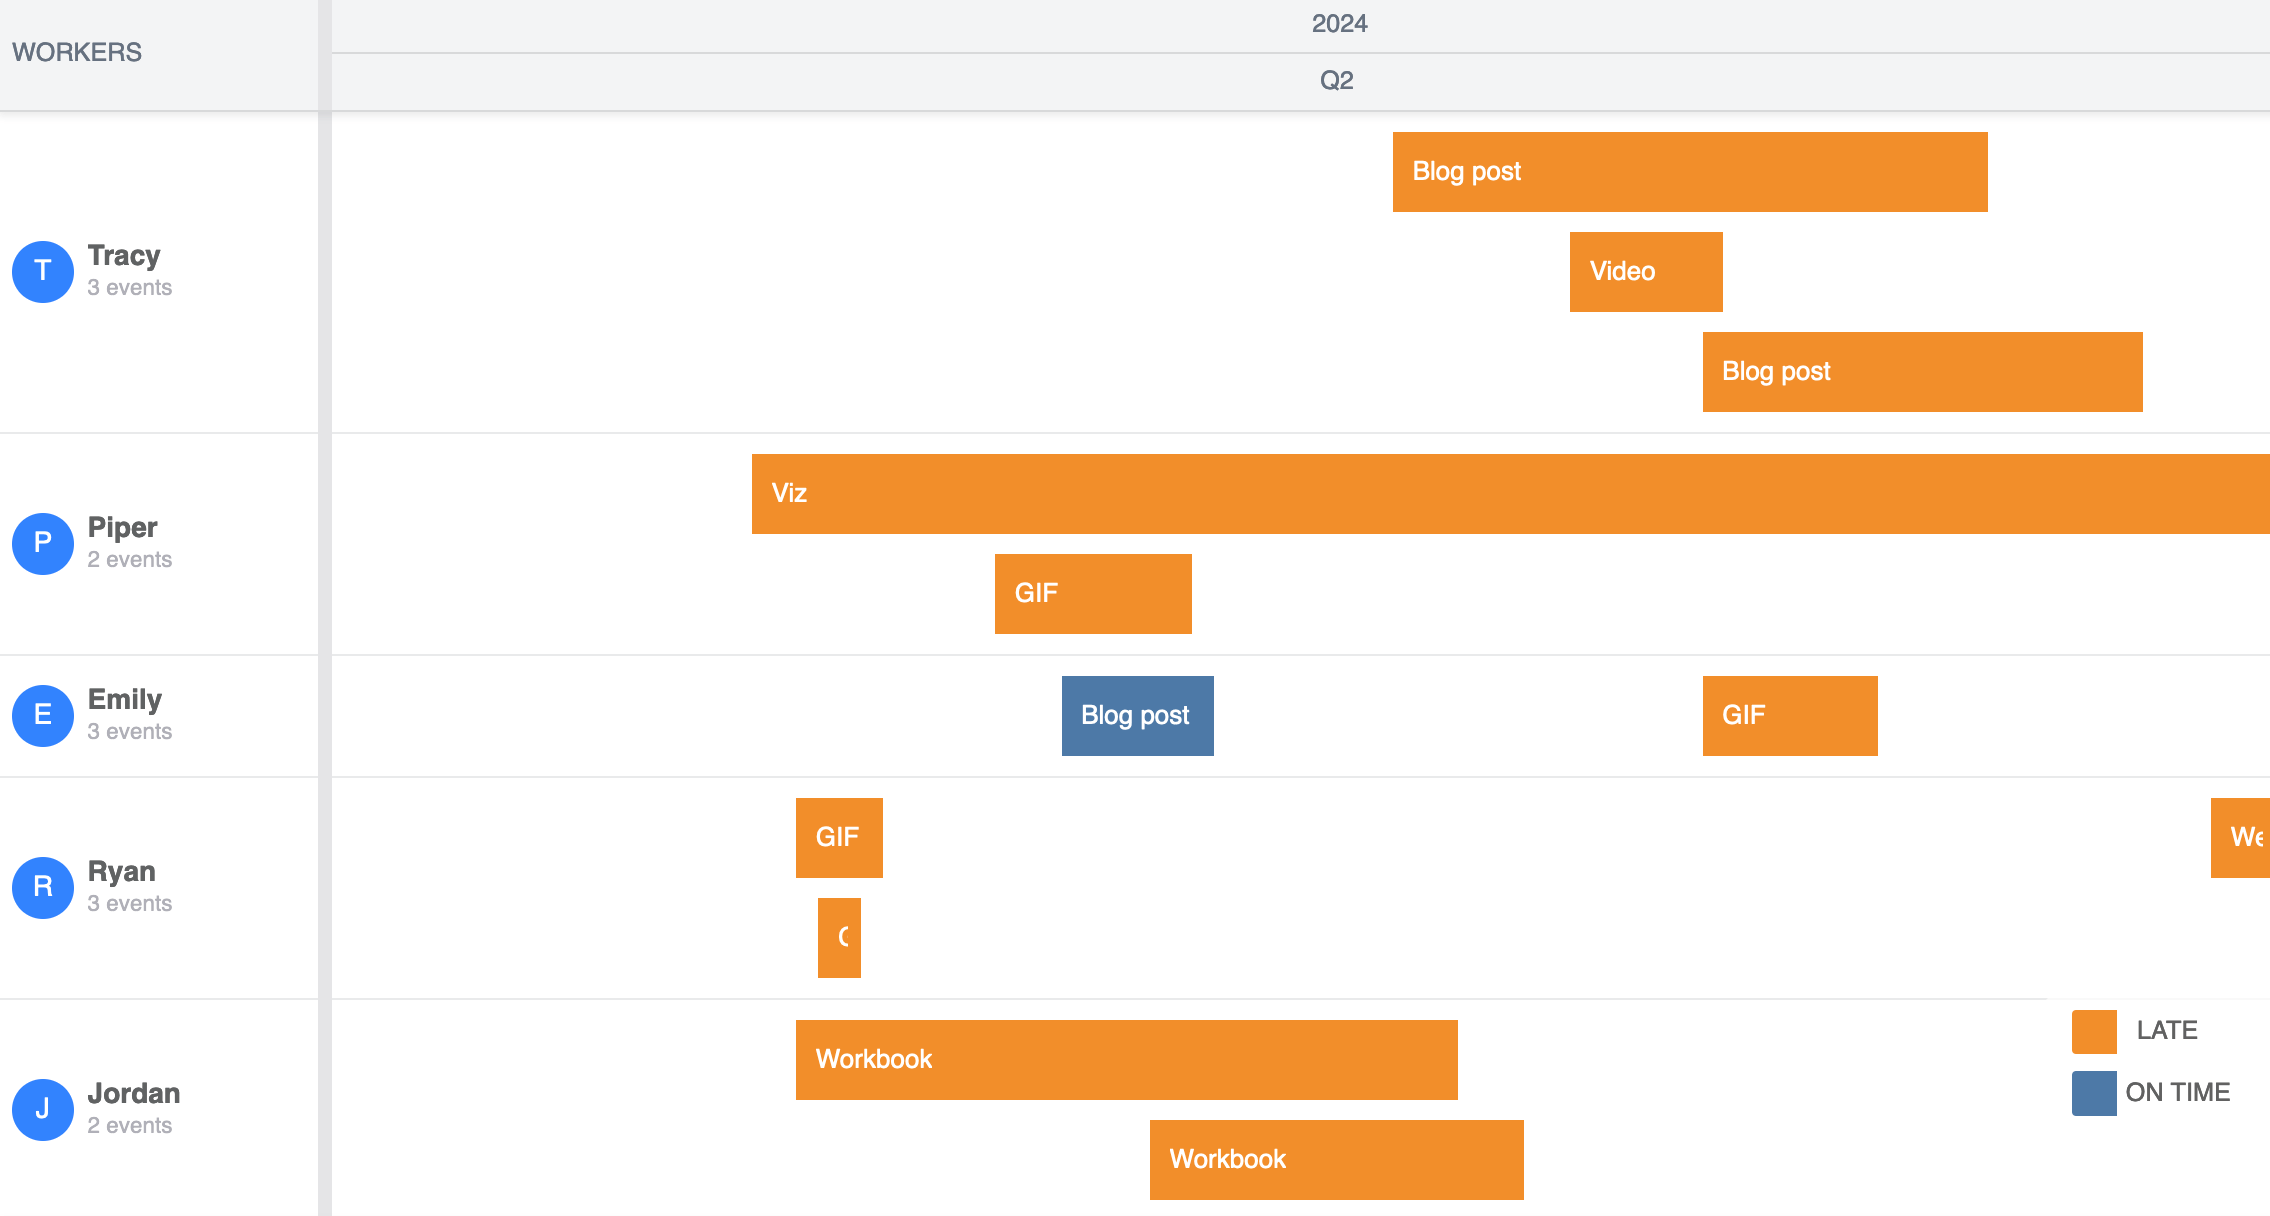 WORKERS
2024
Q2
T
Tracy
3 events
Blog post
Video
Blog post
P
Piper
2 events
Viz
GIF
E
Emily
3 events
Blog post
GIF
R
Ryan
3 events
GIF
We
J
Jordan
2 events
Workbook
Workbook
LATE
ON TIME